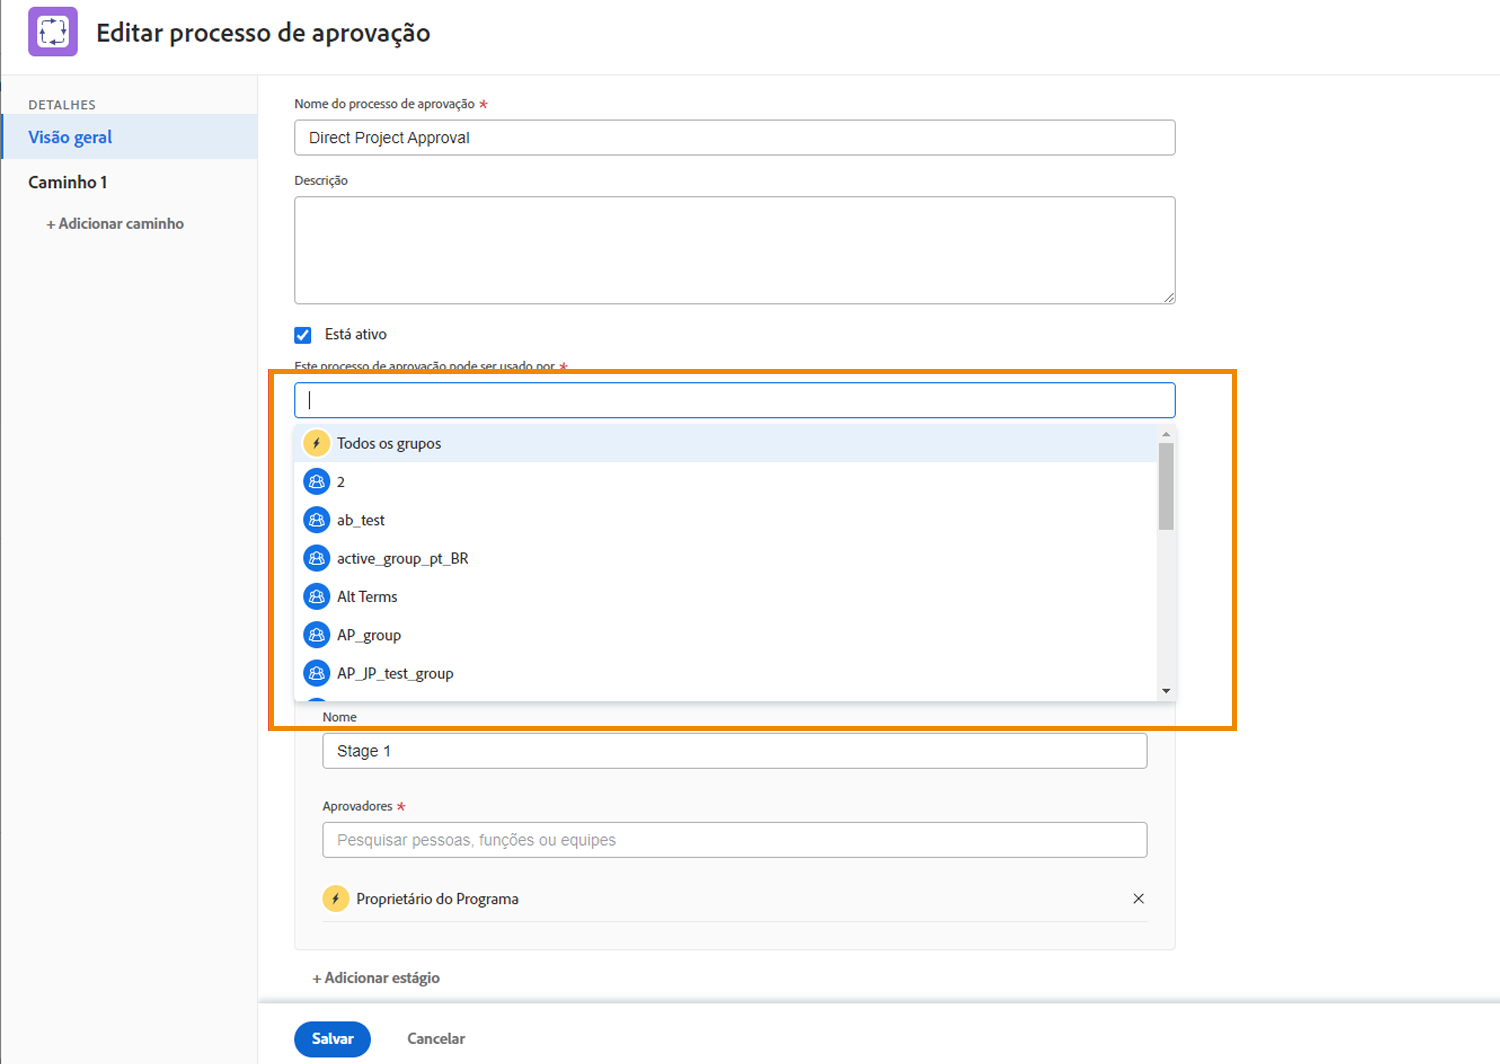 Editar processo de aprovação
DETALHES
Visão geral
Caminho 1
+ Adicionar caminho
Nome do processo de aprovação *
Direct Project Approval
Descrição
Está ativo
Este processo de aprovação pode ser usado por *
Todos os grupos
2
ab_test
active_group_pt_BR
Alt Terms
AP_group
AP_JP_test_group
Nome
Stage 1
Aprovadores *
Pesquisar pessoas, funções ou equipes
Proprietário do Programa
+ Adicionar estágio
Salvar
Cancelar